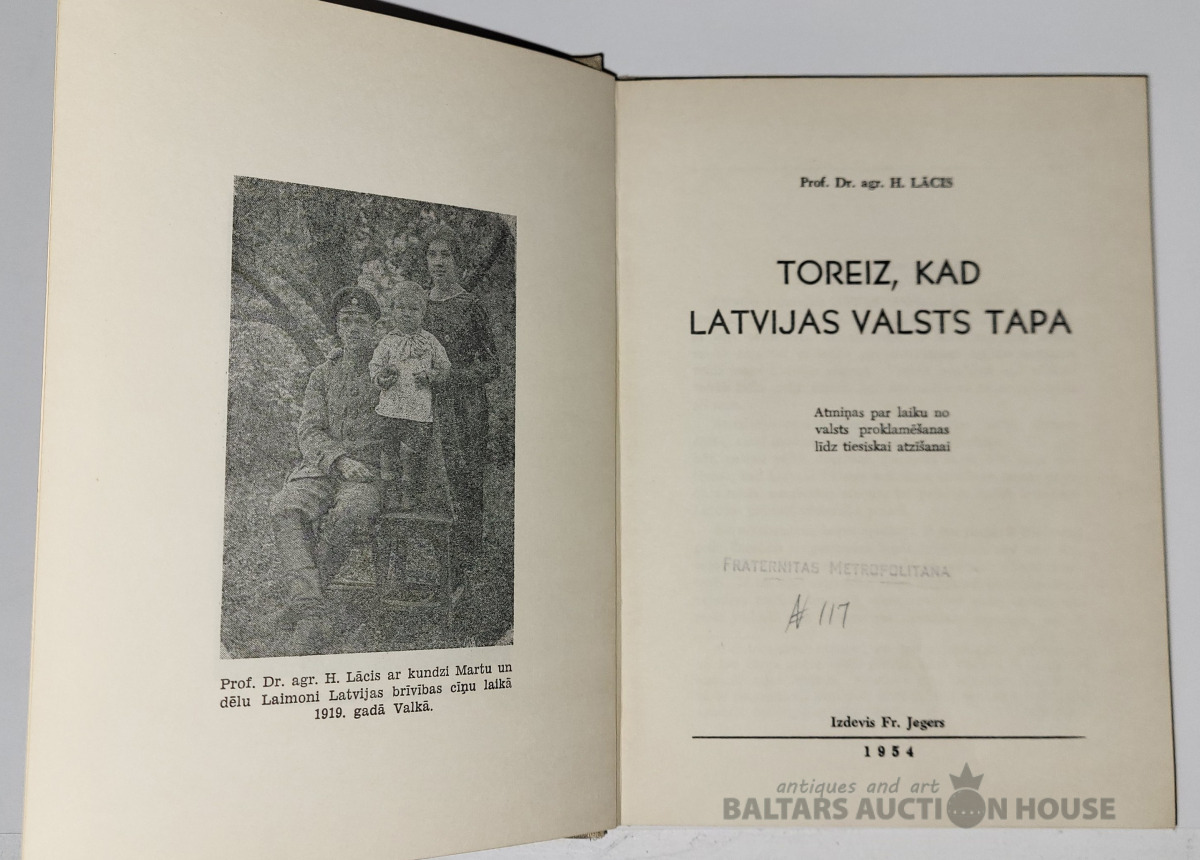 Prof. Dr. agr. H. Lācis ar kundzi Martu un
dēlu Laimoni Latvijas brīvības cīņu laikā
1919. gadā Valkā.
Prof. Dr. agr. H. LĀCIS
TOREIZ, KAD
LATVIJAS VALSTS TAPA
Atmiņas par laiku no
valsts proklamēšanas
līdz tiesiskai atzīšanai
FRATERNITAS METROPOLITANA
N 117
Izdevis Fr. Jegers
1954
antiques and art
BALTARS AUCTION HOUSE